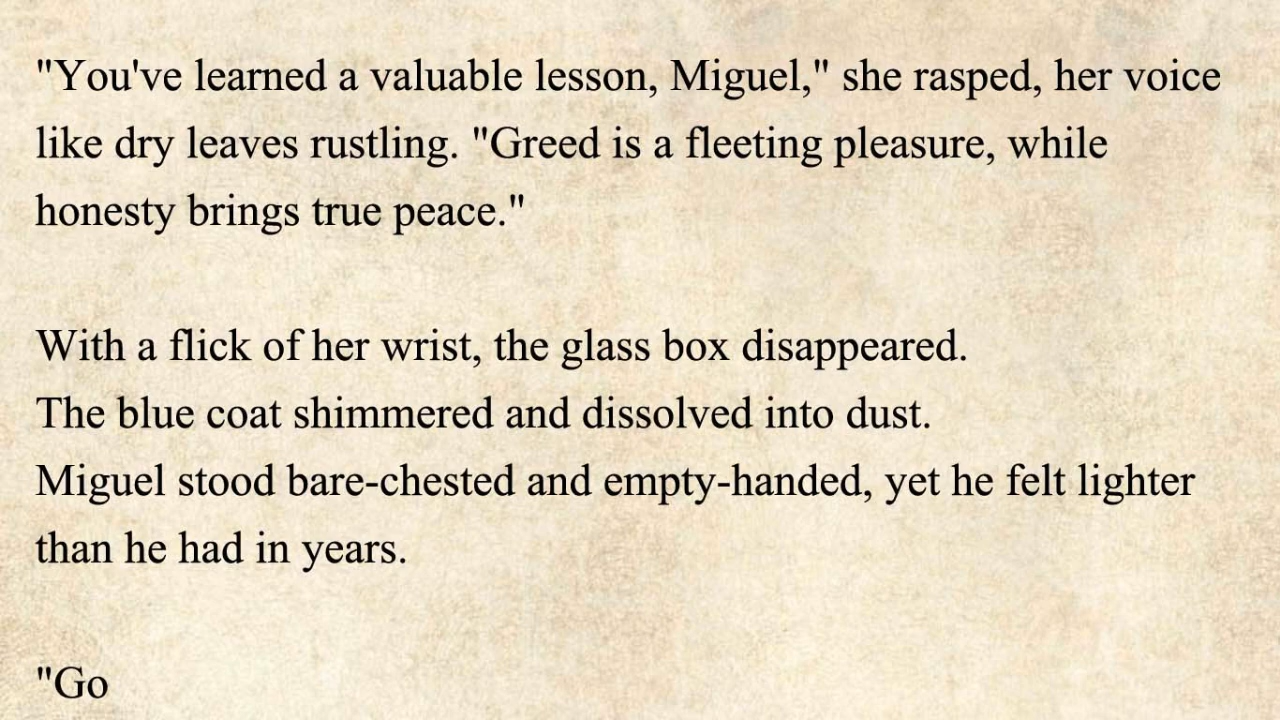 "You've learned a valuable lesson, Miguel," she rasped, her voice
like dry leaves rustling. "Greed is a fleeting pleasure, while
honesty brings true peace."
With a flick of her wrist, the glass box disappeared.
The blue coat shimmered and dissolved into dust.
Miguel stood bare-chested and empty-handed, yet he felt lighter
than he had in years.
"Go